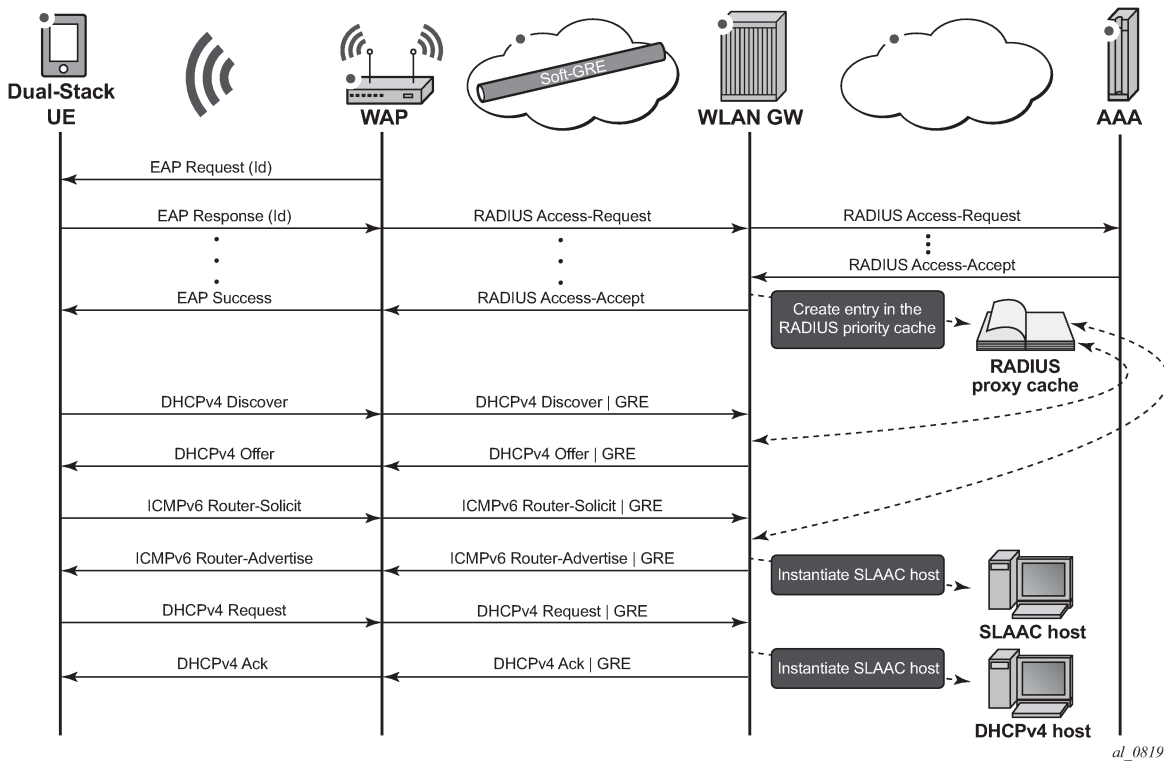 Soft-GRE
Dual-Stack
UE
WAP
WLAN GW
AAA
EAP Request (Id)
EAP Response (Id)
RADIUS Access-Request
RADIUS Access-Request
RADIUS Access-Accept
EAP Success
RADIUS Access-Accept
Create entry in the
RADIUS priority cache
RADIUS
proxy cache
DHCPv4 Discover
DHCPv4 Discover | GRE
DHCPv4 Offer
DHCPv4 Offer | GRE
ICMPv6 Router-Solicit
ICMPv6 Router-Solicit | GRE
ICMPv6 Router-Advertise
ICMPv6 Router-Advertise | GRE
Instantiate SLAAC host
SLAAC host
DHCPv4 Request
DHCPv4 Request | GRE
DHCPv4 Ack
DHCPv4 Ack | GRE
Instantiate SLAAC host
DHCPv4 host
al_0819